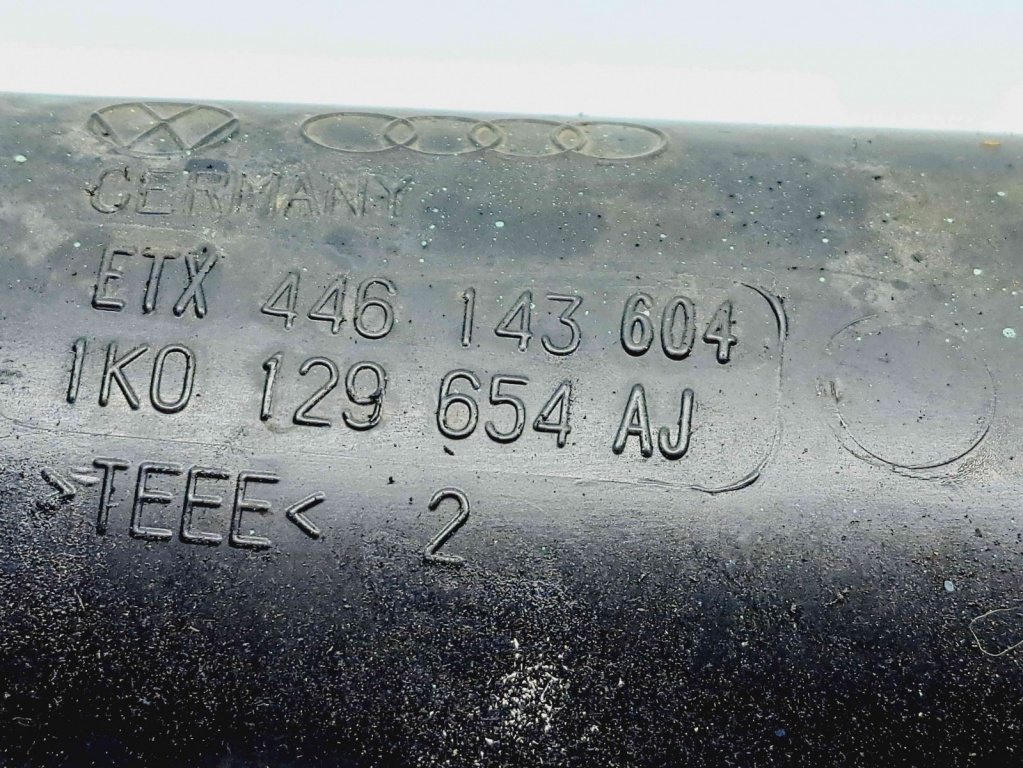 GERMANY
ETX 446 143 604
1K0 129 654 AJ
>TEEE< 2